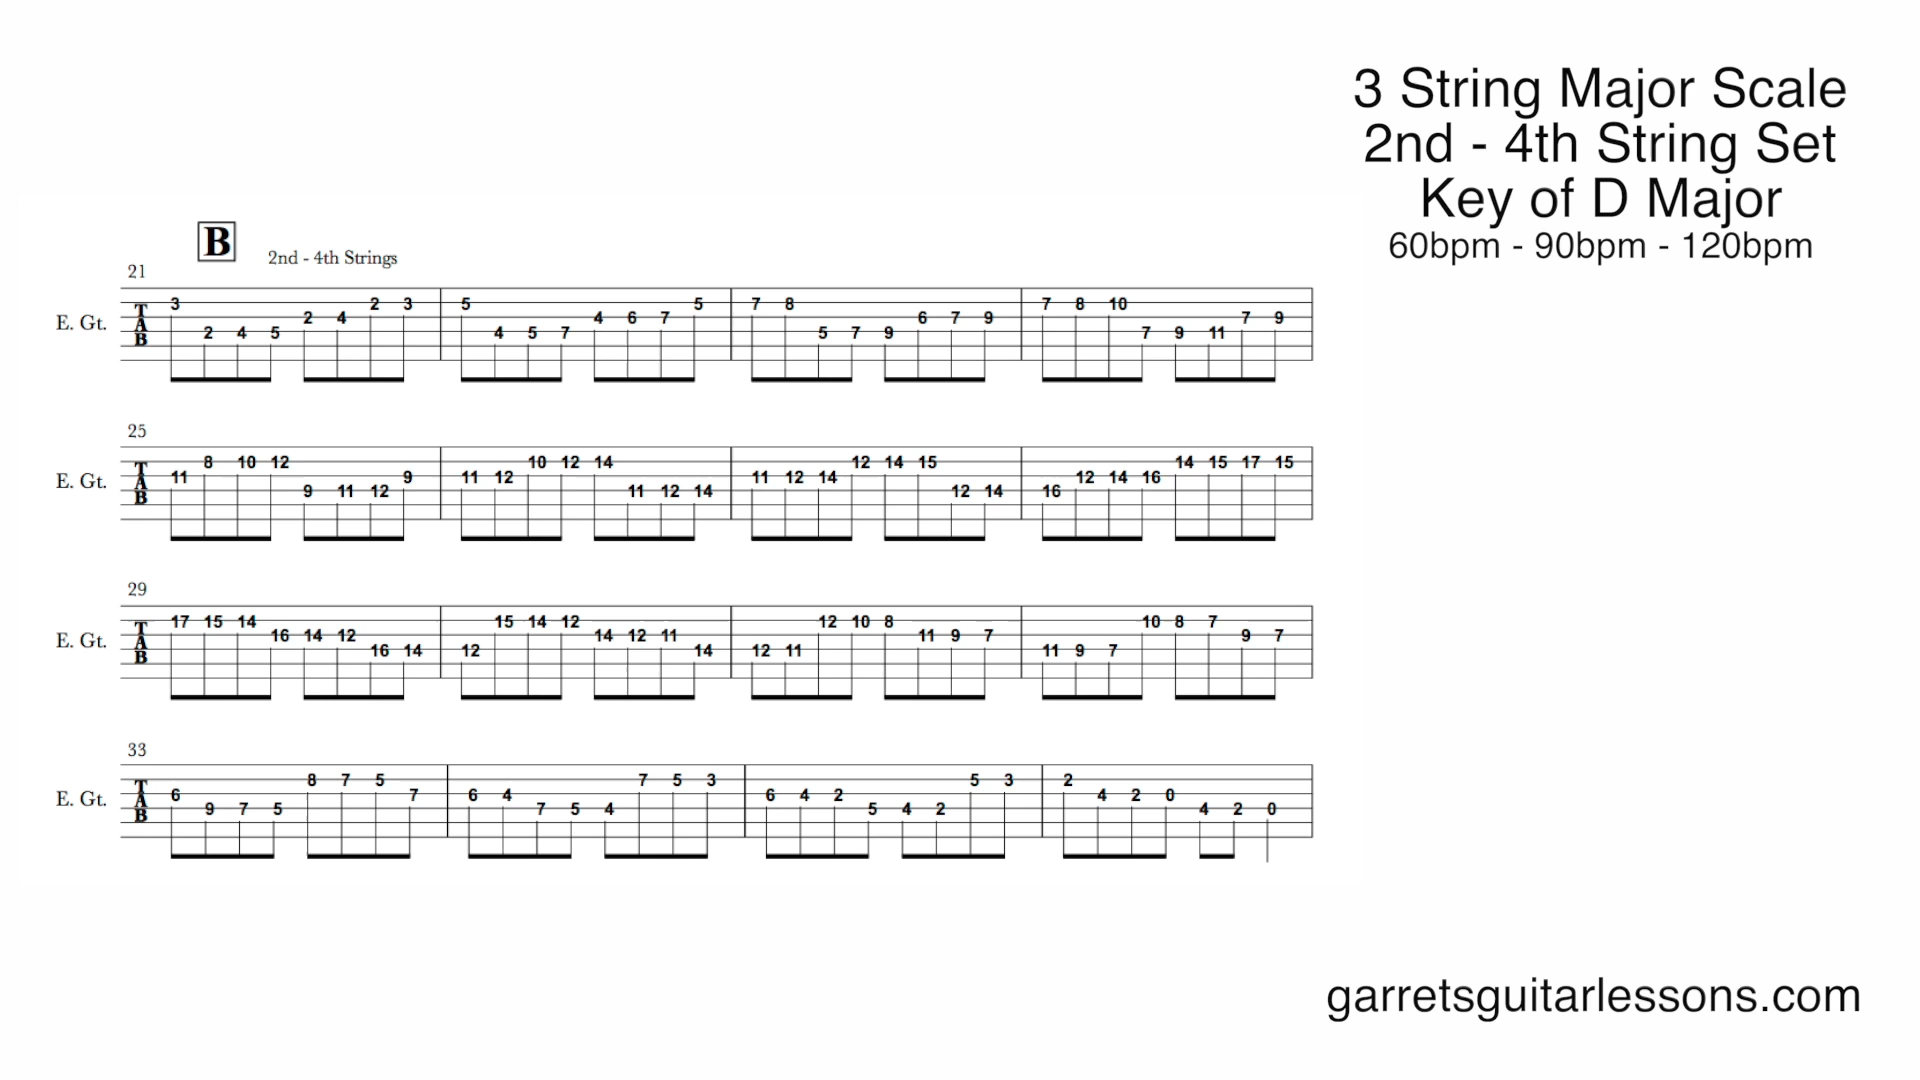 3 String Major Scale
2nd - 4th String Set
Key of D Major
60bpm - 90bpm - 120bpm
B
2nd - 4th Strings
21
E. Gt.
TAB
3 2 4 5 2 4 2 3 5 4 5 7 4 6 7 5 7 8 5 7 9 6 7 9 7 8 10 7 9 11 7 9
25
E. Gt.
TAB
11 8 10 12 9 11 12 9 11 12 10 12 14 11 12 14 11 12 14 12 14 15 12 14 16 12 14 16 14 15 17 15
29
E. Gt.
TAB
17 15 14 16 14 12 16 14 12 15 14 12 14 12 11 14 12 11 12 10 8 11 9 7 11 9 7 10 8 7 9 7
33
E. Gt.
TAB
6 9 7 5 8 7 5 7 6 4 7 5 4 7 5 3 6 4 2 5 4 2 5 3 2 4 2 0 4 2 0
garretsguitarlessons.com